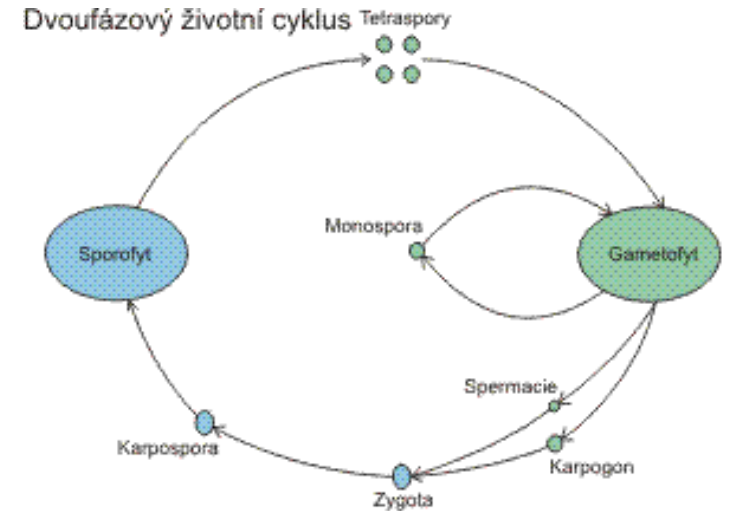 Dvoufázový životní cyklus
Tetraspory
Monospora
Sporofyt
Gametofyt
Spermacie
Karpospora
Karpogon
Zygota